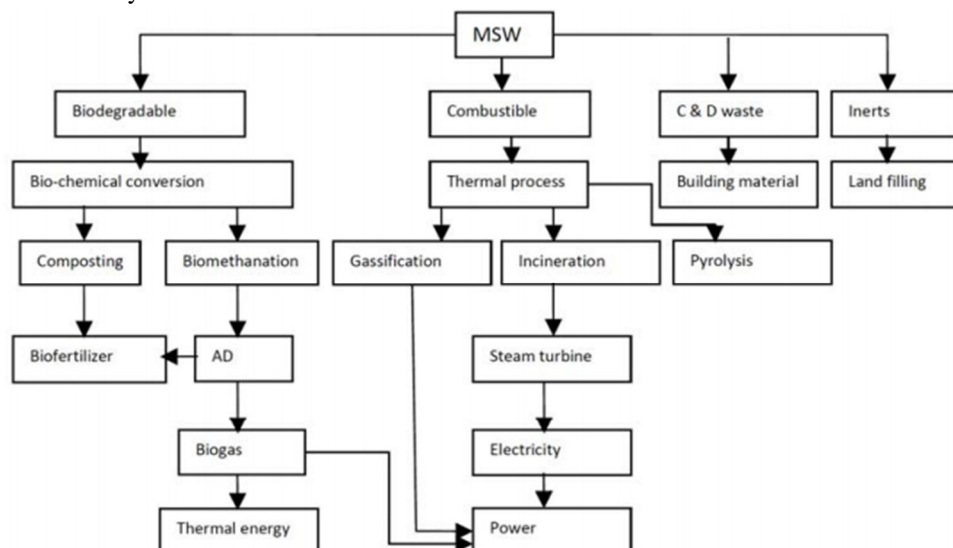 MSW
Biodegradable
Combustible
C & D waste
Inerts
Bio-chemical conversion
Thermal process
Building material
Land filling
Composting
Biomethanation
Gassification
Incineration
Pyrolysis
Biofertilizer
AD
Steam turbine
Biogas
Electricity
Thermal energy
Power